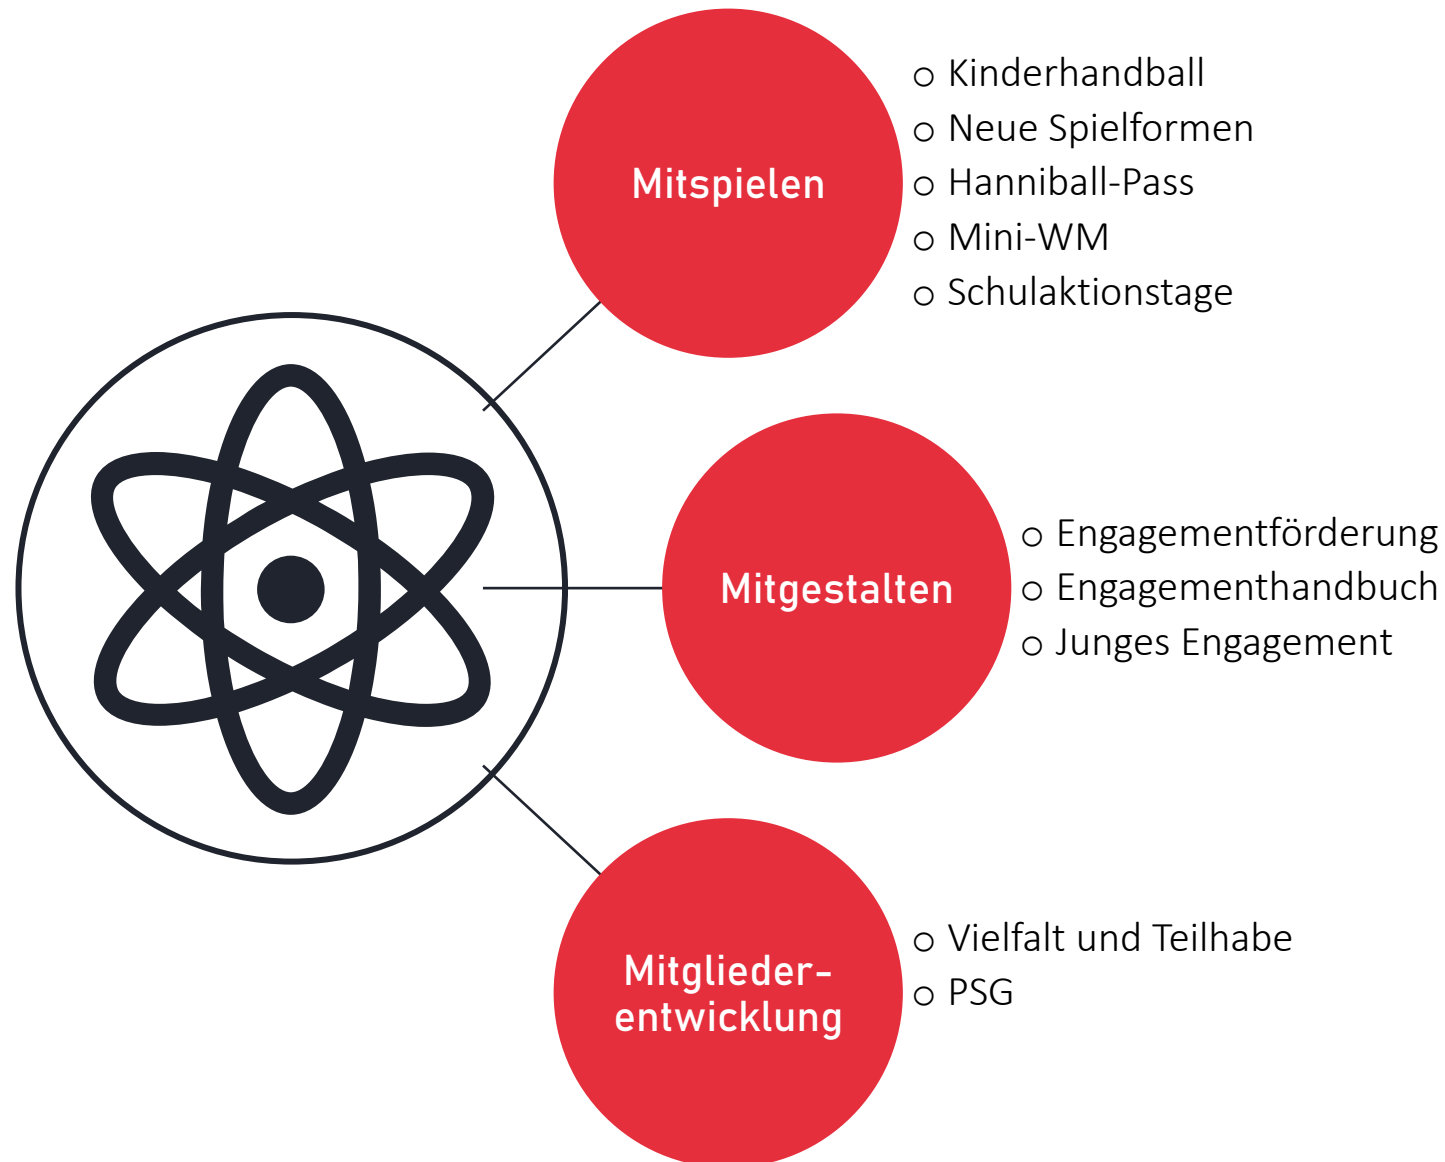 Mitspielen
○ Kinderhandball
○ Neue Spielformen
○ Hanniball-Pass
○ Mini-WM
○ Schulaktionstage
Mitgestalten
○ Engagementförderung
○ Engagementhandbuch
○ Junges Engagement
Mitglieder-
entwicklung
○ Vielfalt und Teilhabe
○ PSG